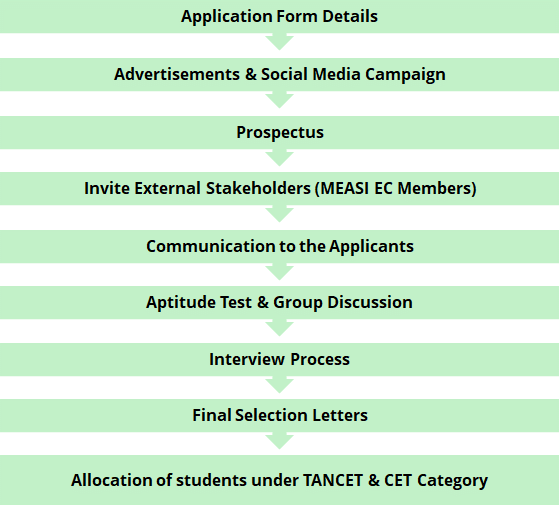 Application Form Details
Advertisements & Social Media Campaign
Prospectus
Invite External Stakeholders (MEASI EC Members)
Communication to the Applicants
Aptitude Test & Group Discussion
Interview Process
Final Selection Letters
Allocation of students under TANCET & CET Category